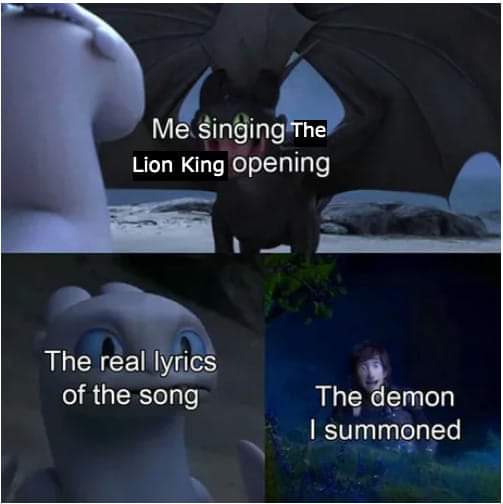 Me singing The
Lion King opening
The real lyrics
of the song
The demon
I summoned